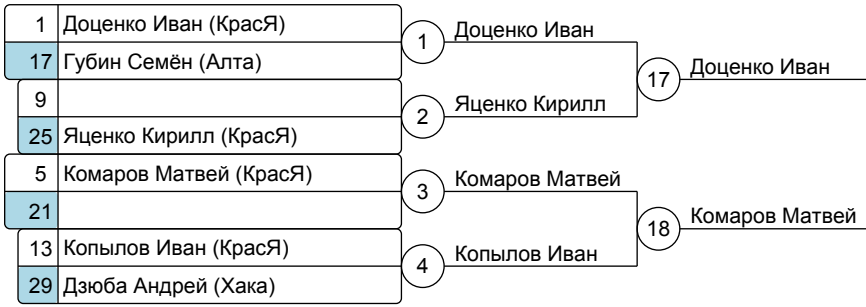 1 Доценко Иван (КрасЯ)
17 Губин Семён (Алта)
1 Доценко Иван
17 Доценко Иван
9
25 Яценко Кирилл (КрасЯ)
2 Яценко Кирилл
5 Комаров Матвей (КрасЯ)
21
3 Комаров Матвей
18 Комаров Матвей
13 Копылов Иван (КрасЯ)
29 Дзюба Андрей (Хака)
4 Копылов Иван